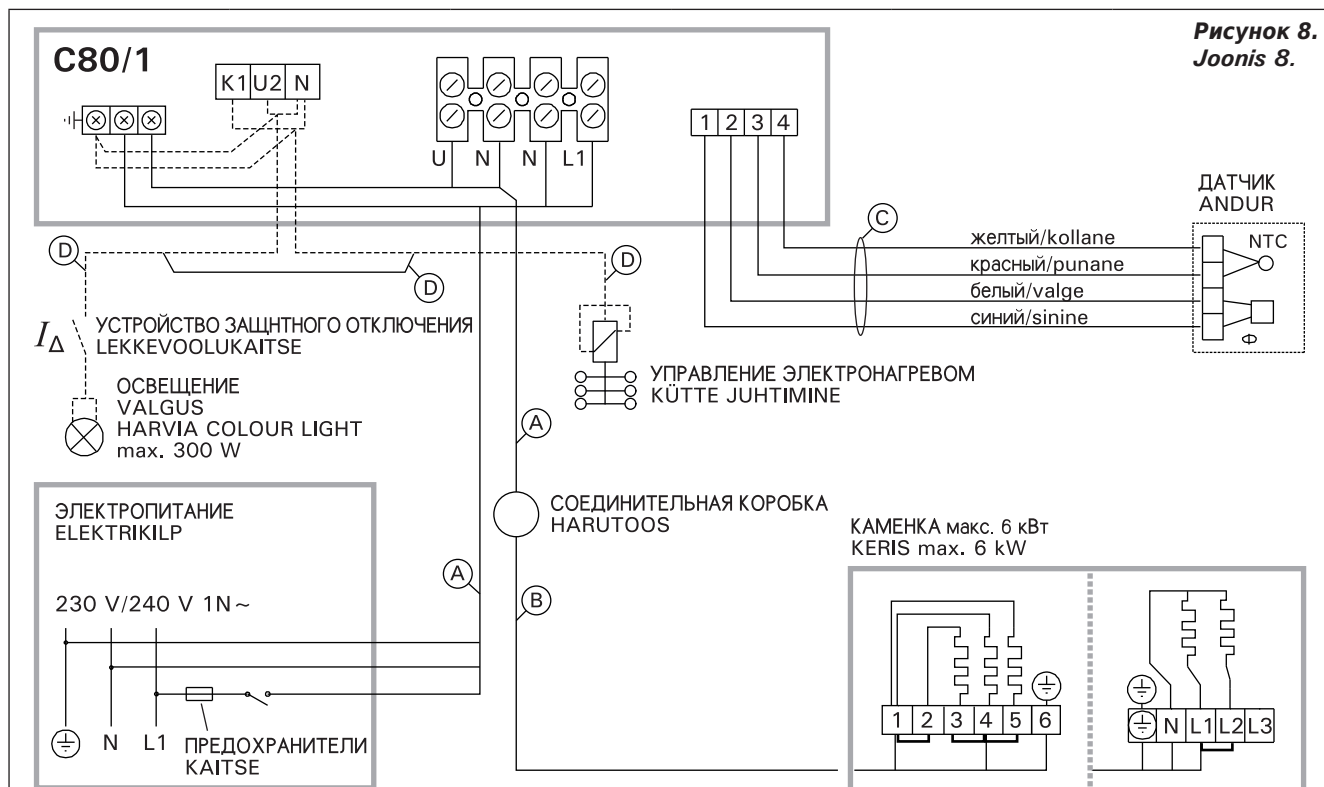 Рисунок 8.
Joonis 8.
C80/1
K1 U2 N
U N N L1
1 2 3 4
ДАТЧИК
ANDUR
C
желтый/kollane
NTC
красный/punane
белый/valge
синий/sinine
Ф
D
D
D
I∆
УСТРОЙСТВО ЗАЩНТНОГО ОТКЛЮЧЕНИЯ
LEKKEVOOLUKAITSE
ОСВЕЩЕНИЕ
VALGUS
HARVIA COLOUR LIGHT
max. 300 W
УПРАВЛЕНИЕ ЭЛЕКТРОНАГРЕВОМ
KÜTTE JUHTIMINE
A
СОЕДИНИТЕЛЬНАЯ КОРОБКА
HARUTOOS
A
B
ЭЛЕКТРОПИТАНИЕ
ELEKTRIKILP
230 V/240 V 1N~
N L1
ПРЕДОХРАНИТЕЛИ
KAITSE
КАМЕНКА макс. 6 кВт
KERIS max. 6 kW
1 2 3 4 5 6
N L1 L2 L3